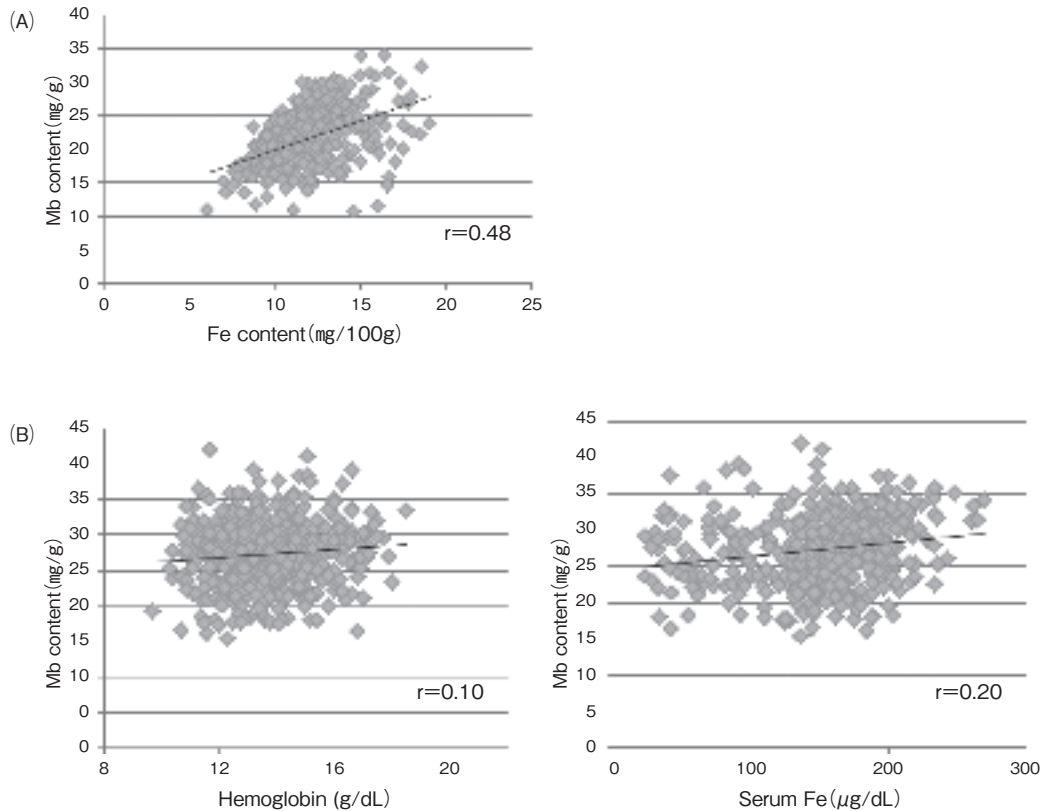 (A)
40
35
30
25
20
15
10
5
0
Mb content(㎎/g)
r=0.48
0 5 10 15 20 25
Fe content(㎎/100g)
(B)
45
40
35
30
25
20
15
10
0
0
Mb content(㎎/g)
r=0.10
8 12 16 20
Hemoglobin (g/dL)
45
40
35
30
25
20
15
10
5
0
Mb content(㎎/g)
r=0.20
0 100 200 300
Serum Fe(μg/dL)